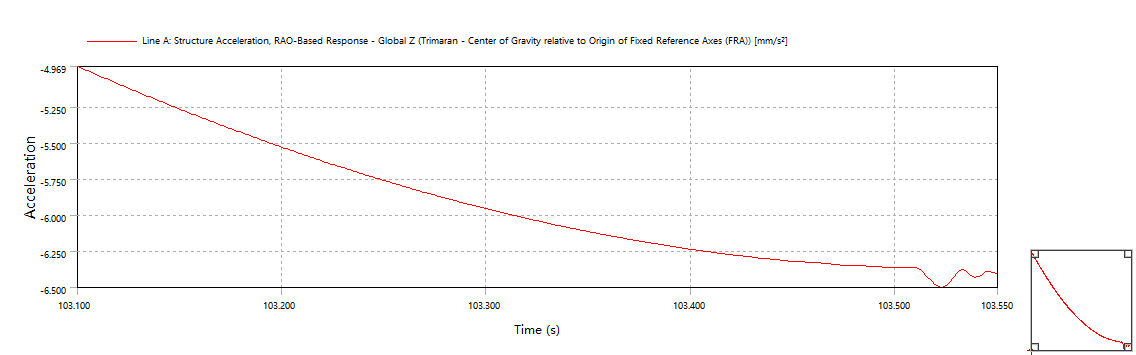 Line A: Structure Acceleration, RAO-Based Response - Global Z (Trimaran - Center of Gravity relative to Origin of Fixed Reference Axes (FRA)) [mm/s²]
-4.969
-5.250
-5.500
-5.750
-6.000
-6.250
-6.500
Acceleration
103.100 103.200 103.300 103.400 103.500 103.550
Time (s)